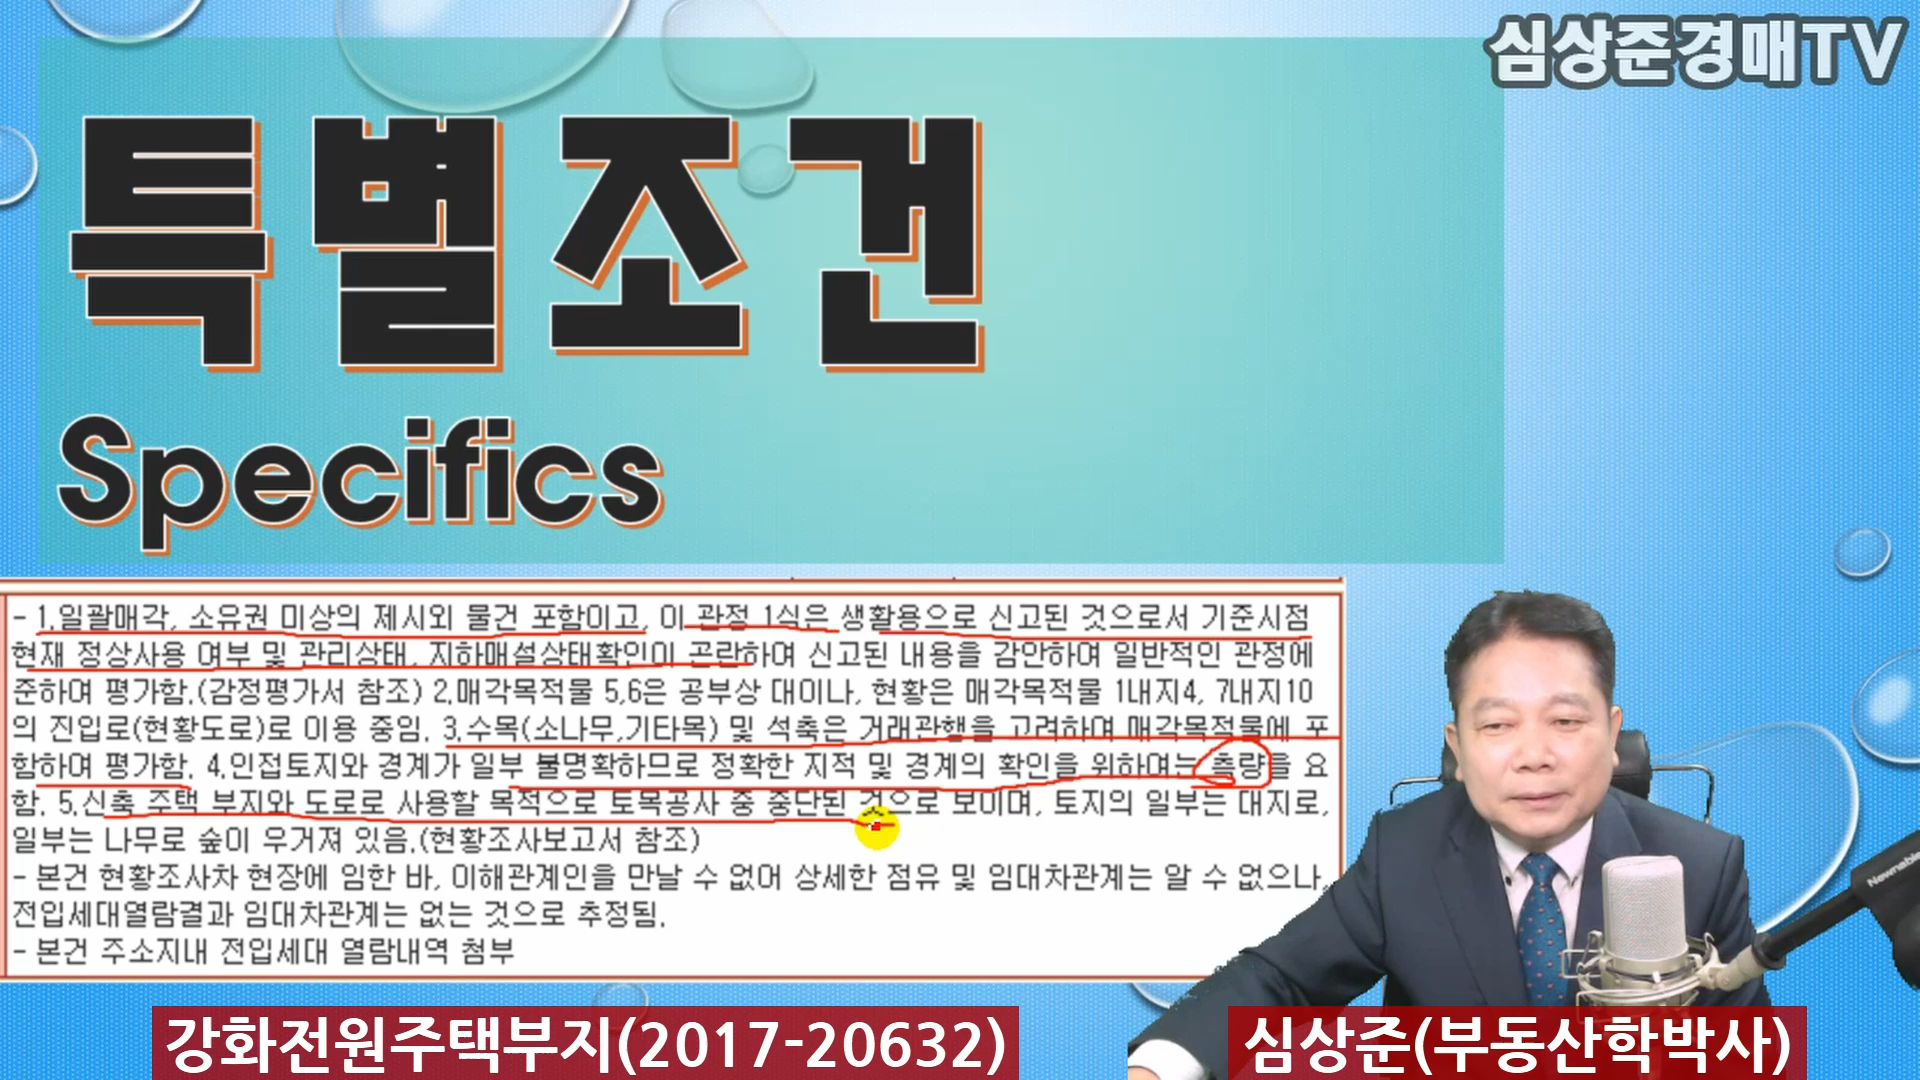 심상준경매TV
특별조건
Specifics
- 1.일괄매각, 소유권 미상의 제시외 물건 포함이고, 이 관정 1식은 생활용으로 신고된 것으로서 기준시점
현재 정상사용 여부 및 관리상태, 지하매설상태확인이 곤란하여 신고된 내용을 감안하여 일반적인 관정에
준하여 평가함.(감정평가서 참조) 2.매각목적물 5,6은 공부상 대이나, 현황은 매각목적물 1내지4, 7내지10
의 진입로(현황도로)로 이용 중임. 3.수목(소나무,기타목) 및 석축은 거래관행을 고려하여 매각목적물에 포
함하여 평가함. 4.인접토지와 경계가 일부 불명확하므로 정확한 지적 및 경계의 확인을 위하여는 측량을 요
함. 5.신축 주택 부지와 도로로 사용할 목적으로 토목공사 중 중단된 것으로 보이며, 토지의 일부는 대지로,
일부는 나무로 숲이 우거져 있음.(현황조사보고서 참조)
- 본건 현황조사차 현장에 임한 바, 이해관계인을 만날 수 없어 상세한 점유 및 임대차관계는 알 수 없으나,
전입세대열람결과 임대차관계는 없는 것으로 추정됨.
- 본건 주소지내 전입세대 열람내역 첨부
강화전원주택부지(2017-20632)
심상준(부동산학박사)